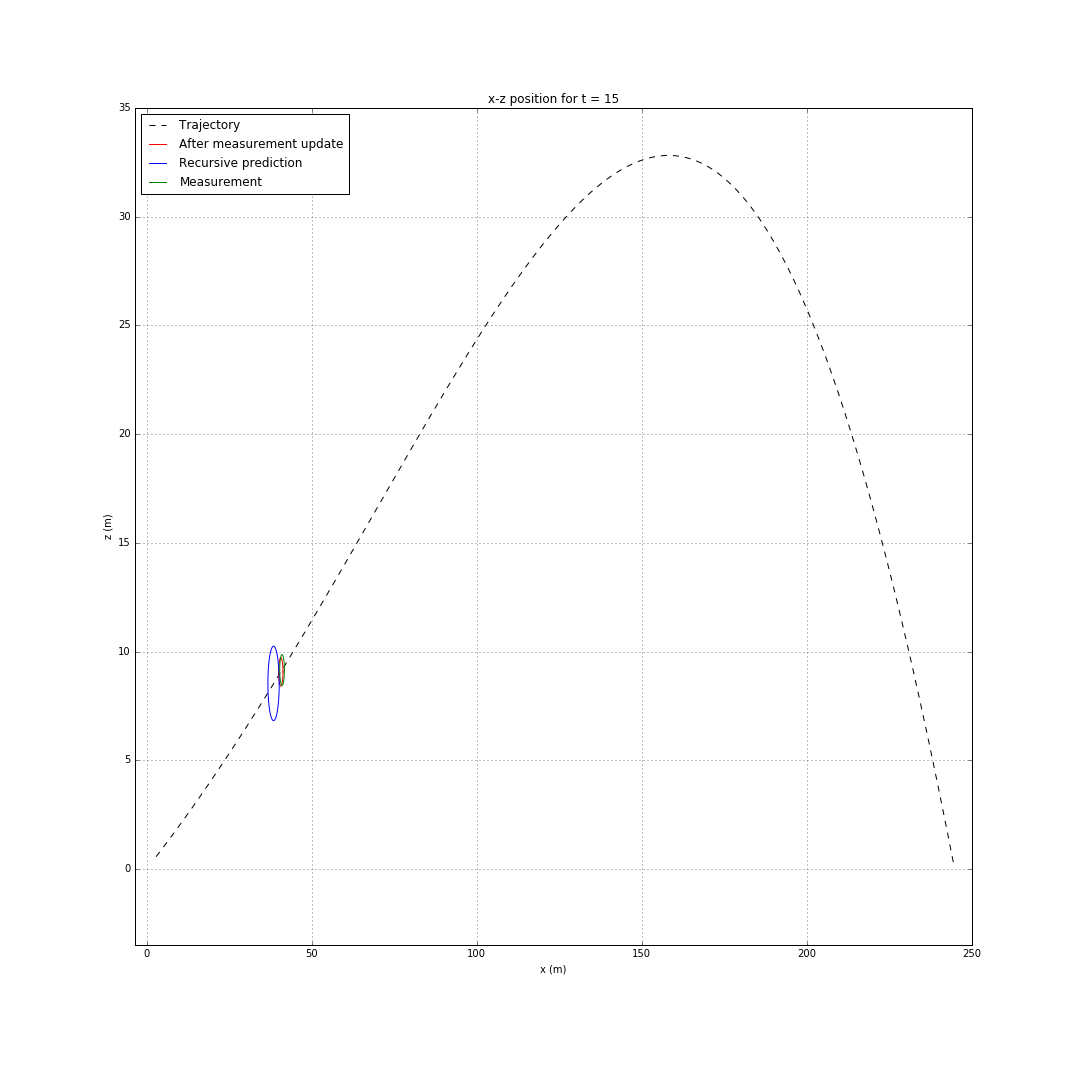 x-z position for t = 15
Trajectory
After measurement update
Recursive prediction
Measurement
35
30
25
20
15
10
5
0
z (m)
0 50 100 150 200 250
x (m)